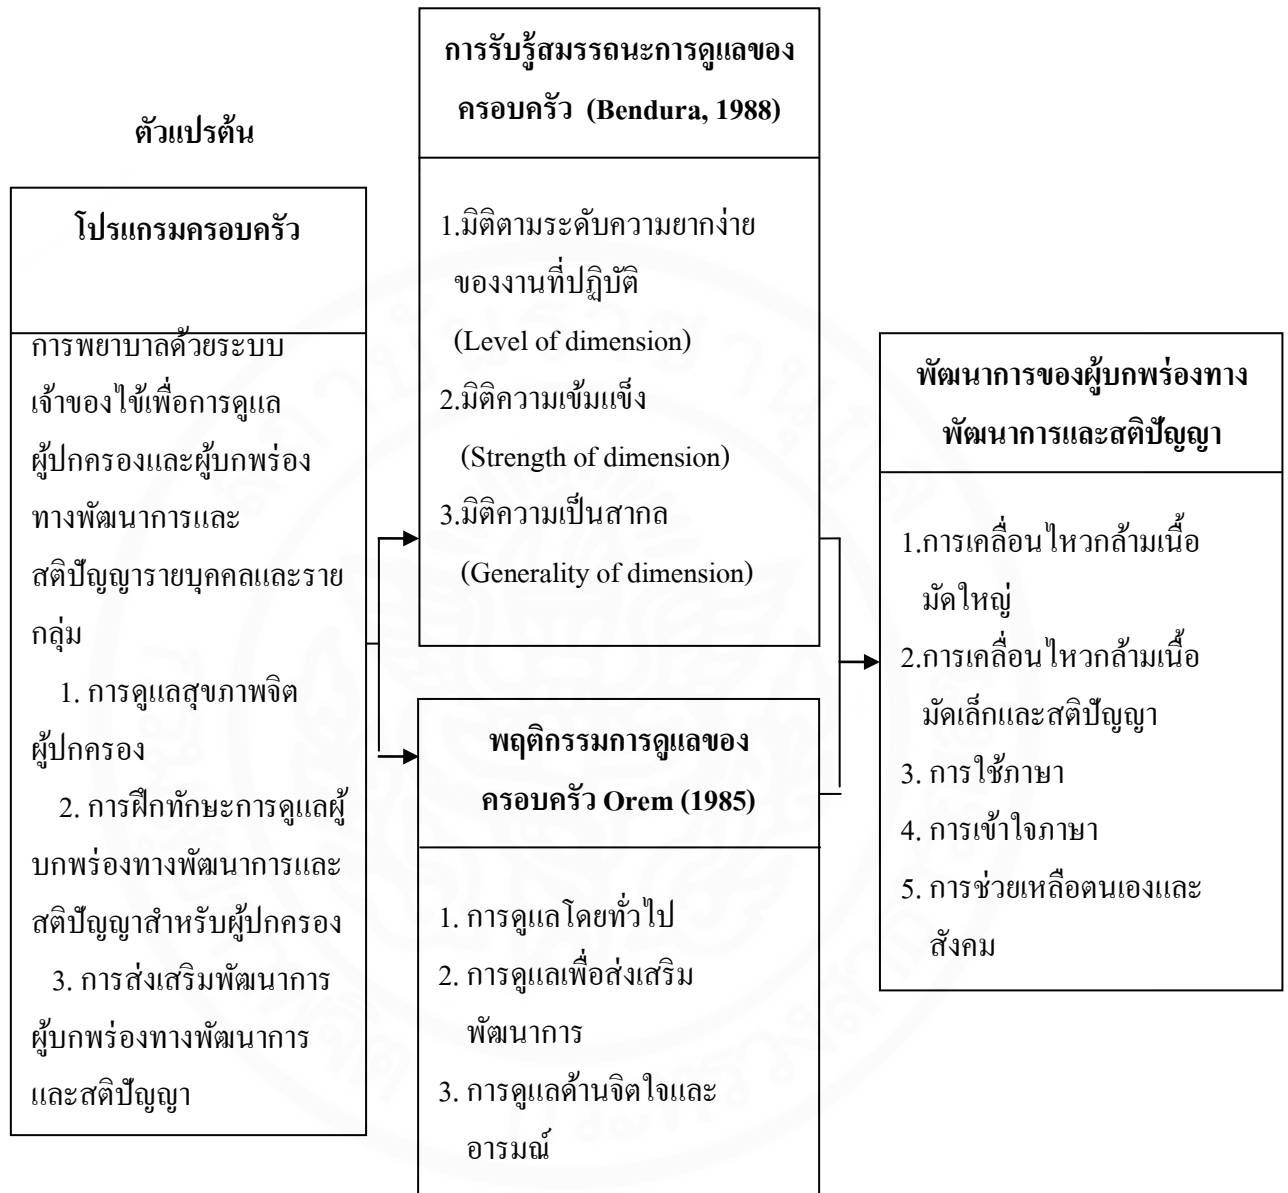 ตัวแปรต้น
โปรแกรมครอบครัว
การพยาบาลด้วยระบบ
เจ้าของไข้เพื่อการดูแล
ผู้ปกครองและผู้บกพร่อง
ทางพัฒนาการและ
สติปัญญารายบุคคลและราย
กลุ่ม
1. การดูแลสุขภาพจิต
ผู้ปกครอง
2. การฝึกทักษะการดูแลผู้
บกพร่องทางพัฒนาการและ
สติปัญญาสำหรับผู้ปกครอง
3. การส่งเสริมพัฒนาการ
ผู้บกพร่องทางพัฒนาการ
และสติปัญญา
การรับรู้สมรรถนะการดูแลของ
ครอบครัว (Bendura, 1988)
1.มิติตามระดับความยากง่าย
ของงานที่ปฏิบัติ
(Level of dimension)
2.มิติความเข้มแข็ง
(Strength of dimension)
3.มิติความเป็นสากล
(Generality of dimension)
พฤติกรรมการดูแลของ
ครอบครัว Orem (1985)
1. การดูแลโดยทั่วไป
2. การดูแลเพื่อส่งเสริม
พัฒนาการ
3. การดูแลด้านจิตใจและ
อารมณ์
พัฒนาการของผู้บกพร่องทาง
พัฒนาการและสติปัญญา
1.การเคลื่อนไหวกล้ามเนื้อ
มัดใหญ่
2.การเคลื่อนไหวกล้ามเนื้อ
มัดเล็กและสติปัญญา
3. การใช้ภาษา
4. การเข้าใจภาษา
5. การช่วยเหลือตนเองและ
สังคม